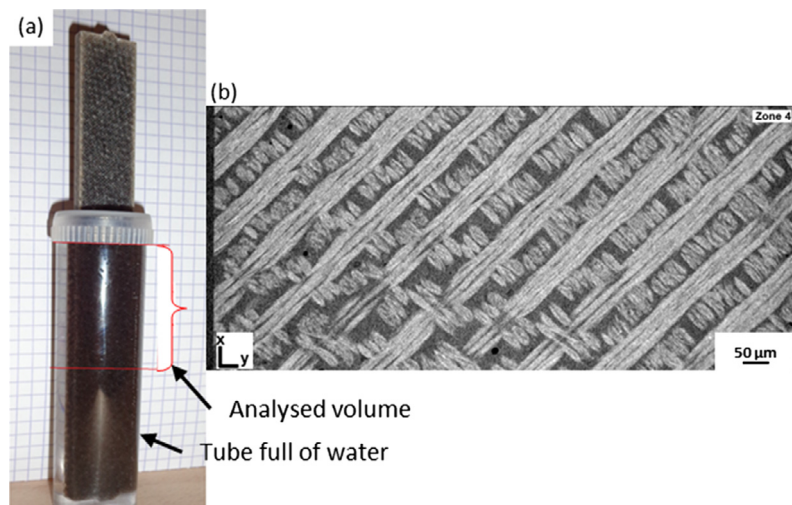 (a)
(b)
Zone 4
x
y
50 µm
Analysed volume
Tube full of water